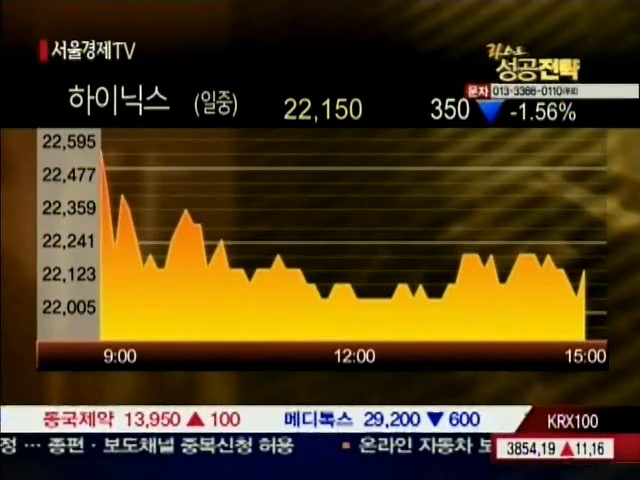 서울경제TV
성공전략
문자 013-3366-0110(무료)
하이닉스 (일중) 22,150 350 ▼ -1.56%
22,595
22,477
22,359
22,241
22,123
22,005
9:00 12:00 15:00
동국제약 13,950 ▲ 100 메디톡스 29,200 ▼ 600 KRX100
정 … 종편·보도채널 중복신청 허용 ▪ 온라인 자동차 보 3854,19 ▲11,16